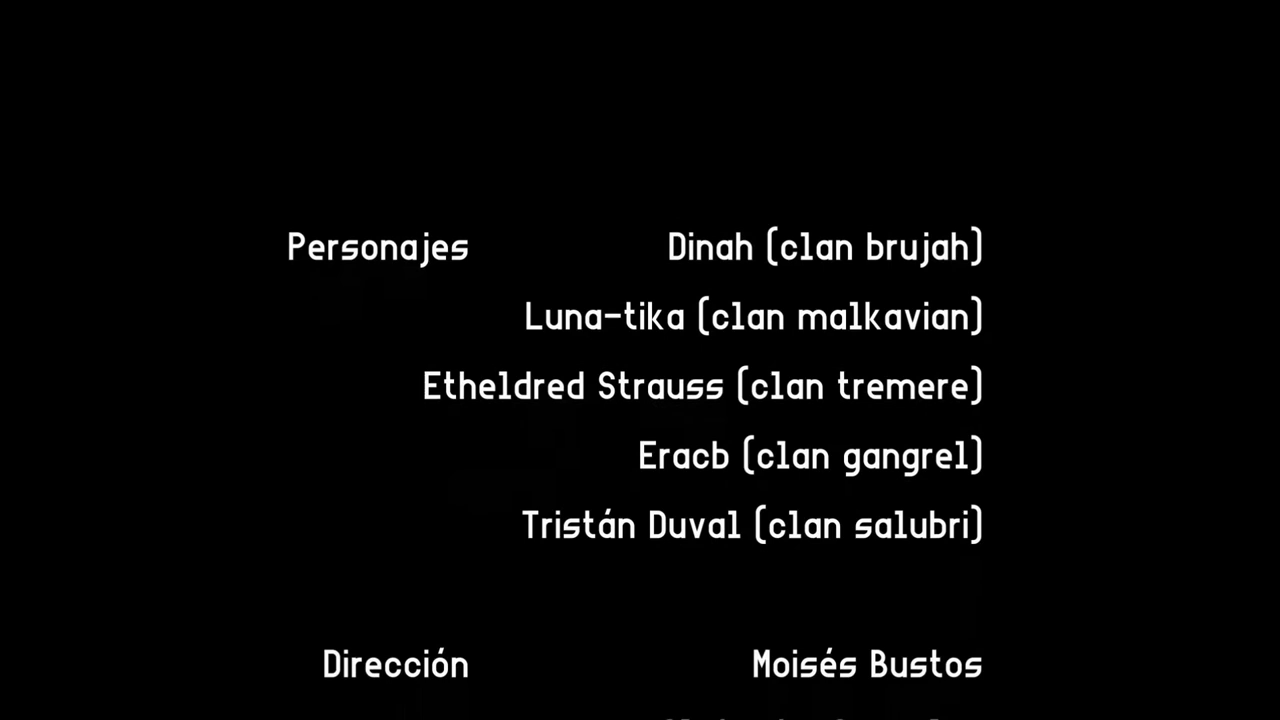 Personajes Dinah (clan brujah)
Luna-tika (clan malkavian)
Etheldred Strauss (clan tremere)
Eracb (clan gangrel)
Tristán Duval (clan salubri)
Dirección Moisés Bustos